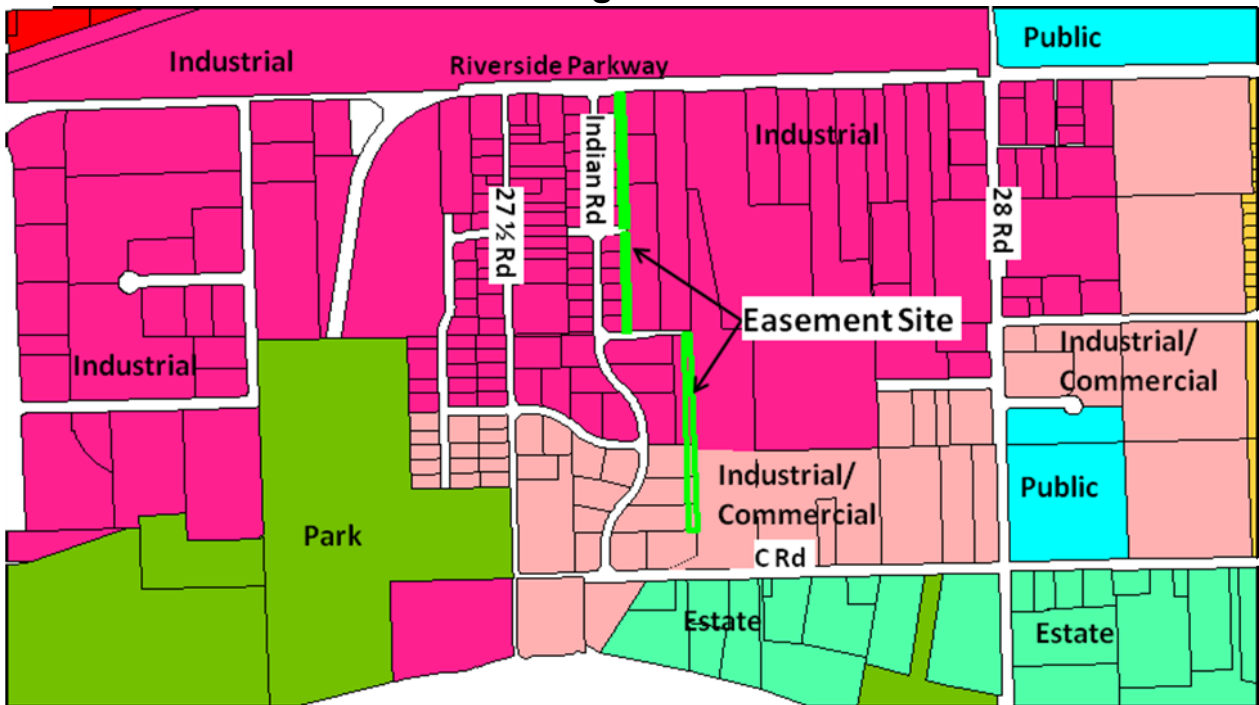 Public
Industrial
Riverside Parkway
Indian Rd
Industrial
27 ½ Rd
28 Rd
Easement Site
Industrial
Industrial/
Commercial
Industrial/
Commercial
Public
Park
C Rd
Estate
Estate